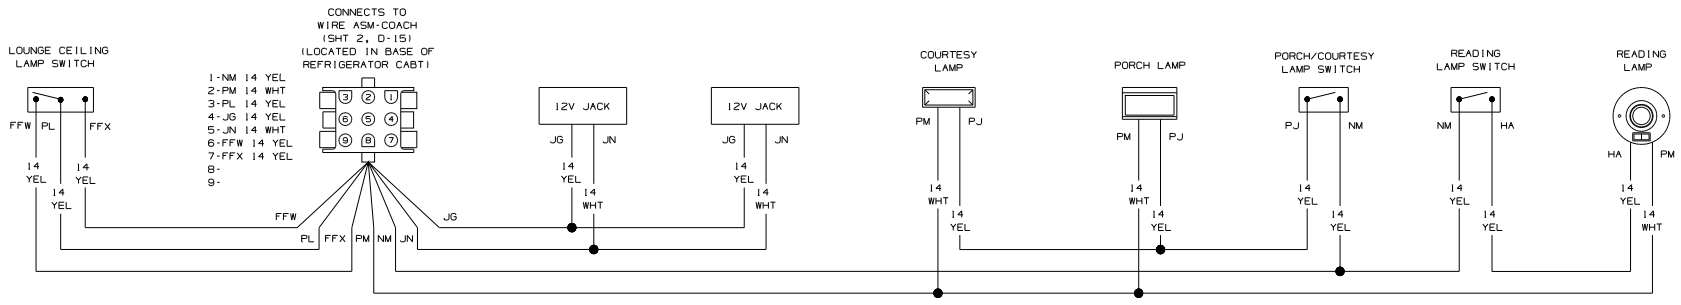 CONNECTS TO
WIRE ASM-COACH
(SHT 2, D-15)
(LOCATED IN BASE OF
REFRIGERATOR CABT)
LOUNGE CEILING
LAMP SWITCH
1-NM 14 YEL
2-PM 14 WHT
3-PL 14 YEL
4-JG 14 YEL
5-JN 14 WHT
6-FFW 14 YEL
7-FFX 14 YEL
8-
9-
3 2 1
6 5 4
9 8 7
12V JACK
12V JACK
COURTESY
LAMP
PORCH LAMP
PORCH/COURTESY
LAMP SWITCH
READING
LAMP SWITCH
READING
LAMP
FFW PL FFX
JG JN
JG JN
PM PJ
PM PJ
PJ NM
NM HA
HA PM
14
YEL
14
YEL
14
YEL
14
YEL
14
WHT
14
YEL
14
WHT
14
WHT
14
YEL
14
WHT
14
YEL
14
YEL
14
YEL
14
YEL
14
YEL
14
YEL
14
WHT
FFW JG
PL FFX PM NM JN